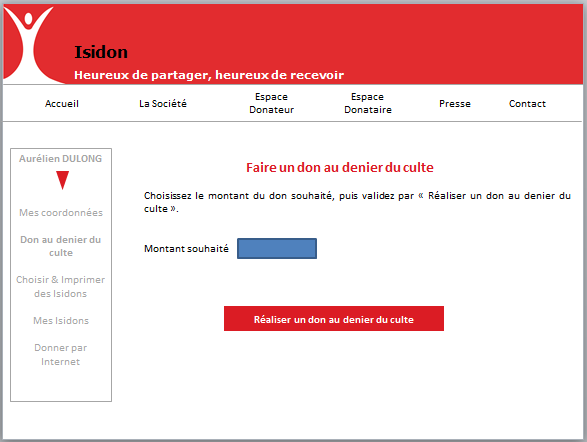 Isidon
Heureux de partager, heureux de recevoir
Accueil
La Société
Espace
Donateur
Espace
Donataire
Presse
Contact
Aurélien DULONG
Mes coordonnées
Don au denier du
culte
Choisir & Imprimer
des Isidons
Mes Isidons
Donner par
Internet
Faire un don au denier du culte
Choisissez le montant du don souhaité, puis validez par « Réaliser un don au denier du
culte ».
Montant souhaité
Réaliser un don au denier du culte